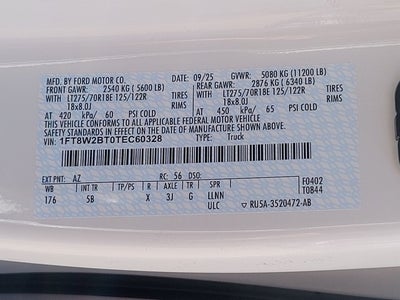 MFD. BY FORD MOTOR CO. 09/25 GVWR: 5080 KG (11200 LB)
FRONT GAWR: 2540 KG ( 5600 LB) REAR GAWR: 2876 KG ( 6340 LB)
LT275/70R18E 125/122R TIRES LT275/70R18E 125/122R TIRES
18x8.0J RIMS 18x8.0J RIMS
AT 420 kPa/ 60 PSI COLD AT 450 kPa/ 65 PSI COLD
THIS VEHICLE CONFORMS TO ALL APPLICABLE FEDERAL MOTOR VEHICLE
SAFETY STANDARDS IN EFFECT ON THE DATE OF MANUFACTURE SHOWN ABOVE.
VIN: 1FT8W2BT0TEC60328 TYPE: Truck
EXT PNT: AZ RC: 56 DSO: F0402
WB INT TR TP/PS R AXLE TR SPR T0844
176 5B X 3J G LLNN
ULC RU5A-3520472-AB